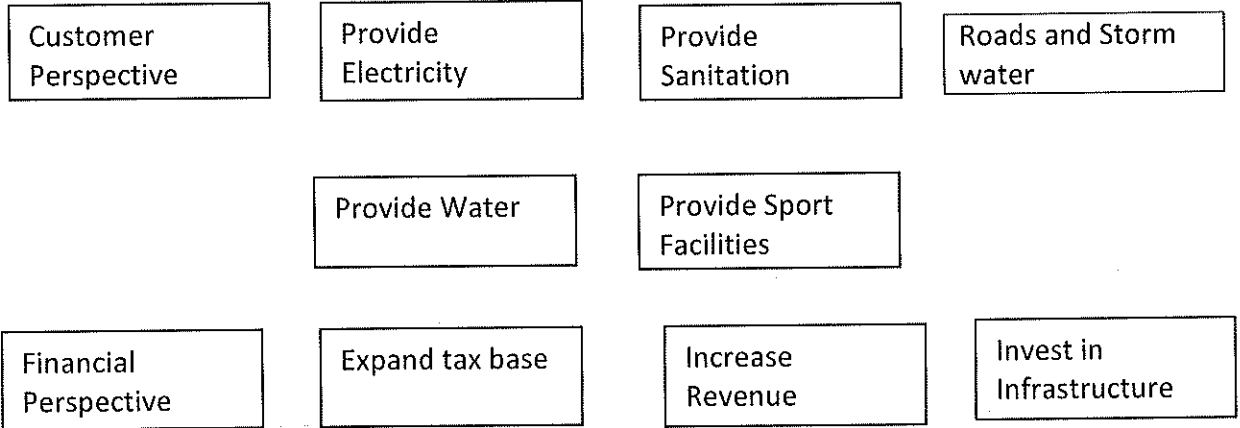 Customer
Perspective
Provide
Electricity
Provide
Sanitation
Roads and Storm
water
Provide Water
Provide Sport
Facilities
Financial
Perspective
Expand tax base
Increase
Revenue
Invest in
Infrastructure